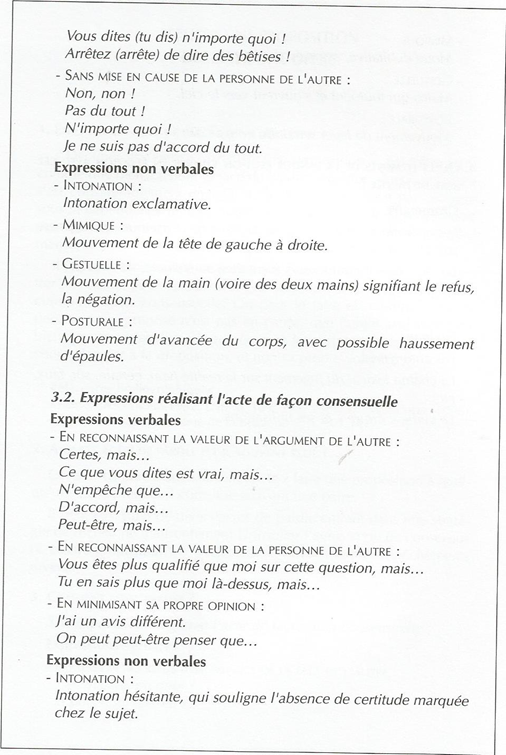 Vous dites (tu dis) n'importe quoi !
Arrêtez (arrête) de dire des bêtises !
- SANS MISE EN CAUSE DE LA PERSONNE DE L'AUTRE :
Non, non !
Pas du tout !
N'importe quoi !
Je ne suis pas d'accord du tout.
Expressions non verbales
- INTONATION :
Intonation exclamative.
- MIMIQUE :
Mouvement de la tête de gauche à droite.
- GESTUELLE :
Mouvement de la main (voire des deux mains) signifiant le refus,
la négation.
- POSTURALE :
Mouvement d'avancée du corps, avec possible haussement
d'épaules.
3.2. Expressions réalisant l'acte de façon consensuelle
Expressions verbales
- EN RECONNAISSANT LA VALEUR DE L'ARGUMENT DE L'AUTRE :
Certes, mais…
Ce que vous dites est vrai, mais…
N'empêche que…
D'accord, mais…
Peut-être, mais…
- EN RECONNAISSANT LA VALEUR DE LA PERSONNE DE L'AUTRE :
Vous êtes plus qualifié que moi sur cette question, mais…
Tu en sais plus que moi là-dessus, mais…
- EN MINIMISANT SA PROPRE OPINION :
J'ai un avis différent.
On peut peut-être penser que…
Expressions non verbales
- INTONATION :
Intonation hésitante, qui souligne l'absence de certitude marquée
chez le sujet.